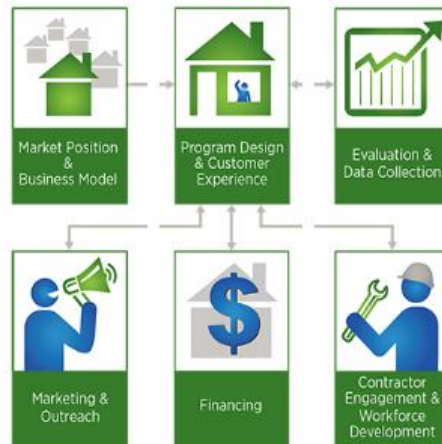 Market Position
&
Business Model
Program Design
& Customer
Experience
Evaluation &
Data Collection
Marketing &
Outreach
$
Financing
Contractor
Engagement &
Workforce
Development